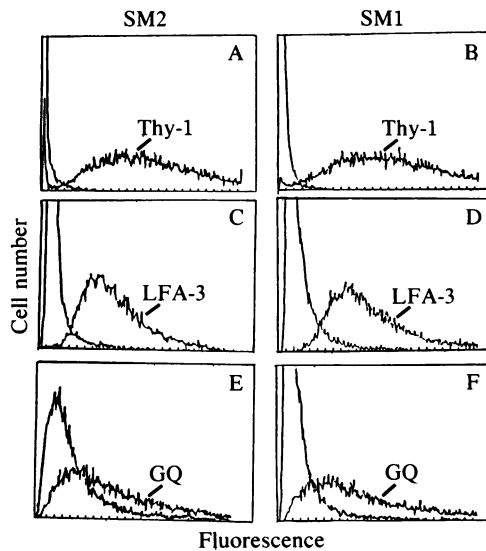 SM2
SM1
A
B
Thy-1
Thy-1
C
D
LFA-3
LFA-3
E
F
GQ
GQ
Cell number
Fluorescence